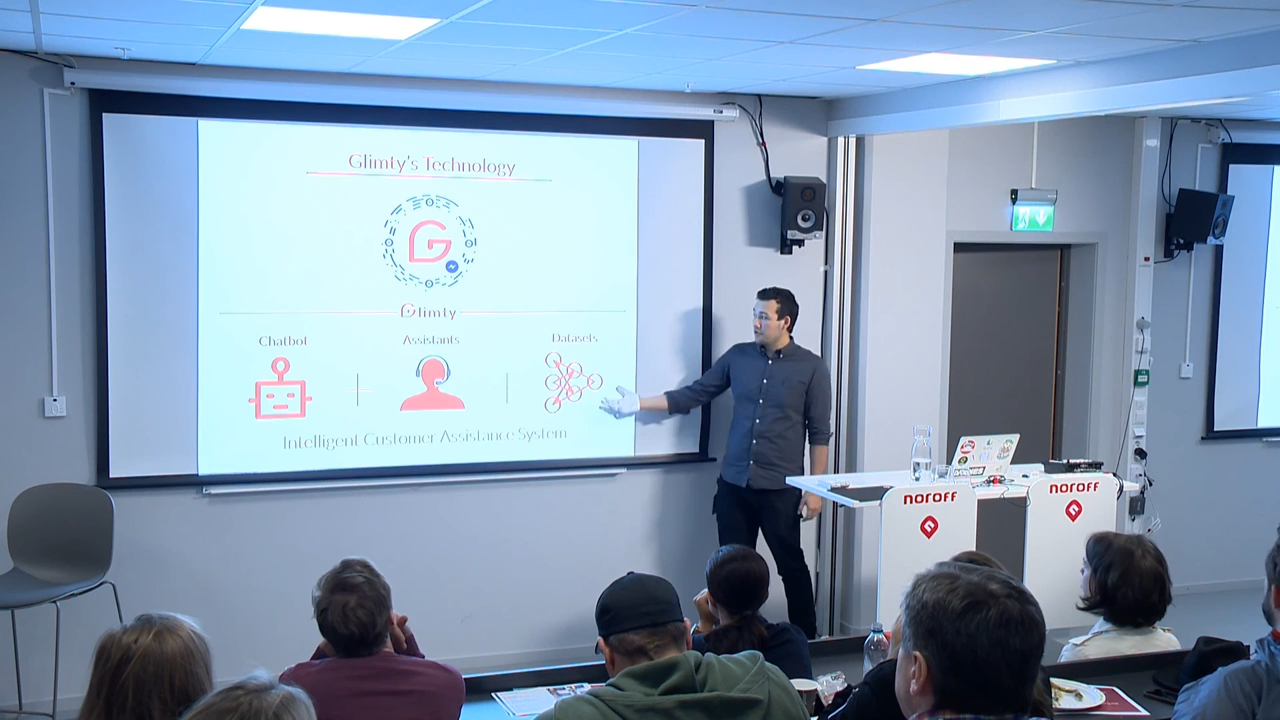 Glimty's Technology
G
Glimty
Chatbot
Assistants
Datasets
Intelligent Customer Assistance System
noroff
noroff